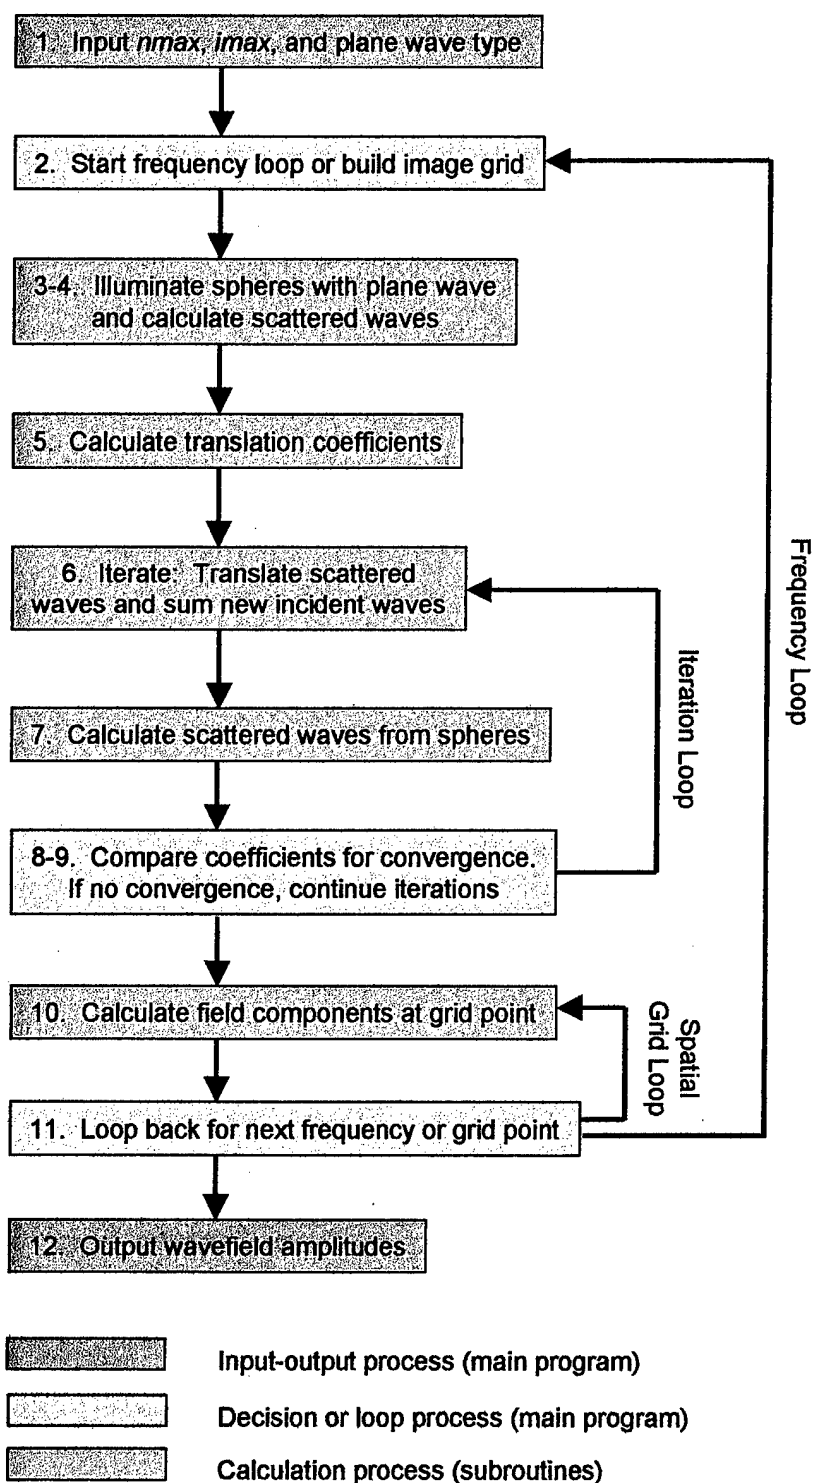 1. Input nmax, imax, and plane wave type
2. Start frequency loop or build image grid
3-4. Illuminate spheres with plane wave
and calculate scattered waves
5. Calculate translation coefficients
6. Iterate: Translate scattered
waves and sum new incident waves
7. Calculate scattered waves from spheres
8-9. Compare coefficients for convergence.
If no convergence, continue iterations
10. Calculate field components at grid point
11. Loop back for next frequency or grid point
12. Output wavefield amplitudes
Iteration Loop
Spatial
Grid Loop
Frequency Loop
Input-output process (main program)
Decision or loop process (main program)
Calculation process (subroutines)